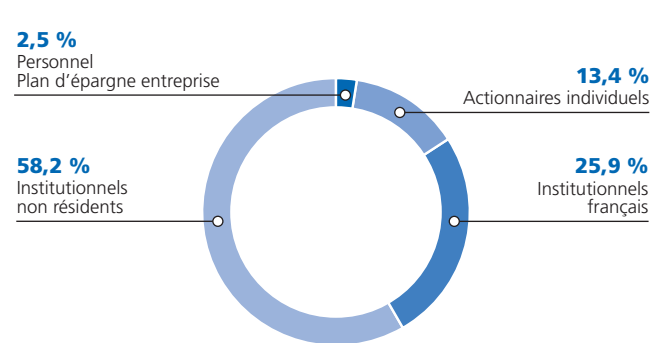 2,5 %
Personnel
Plan d’épargne entreprise
13,4 %
Actionnaires individuels
58,2 %
Institutionnels
non résidents
25,9 %
Institutionnels
français